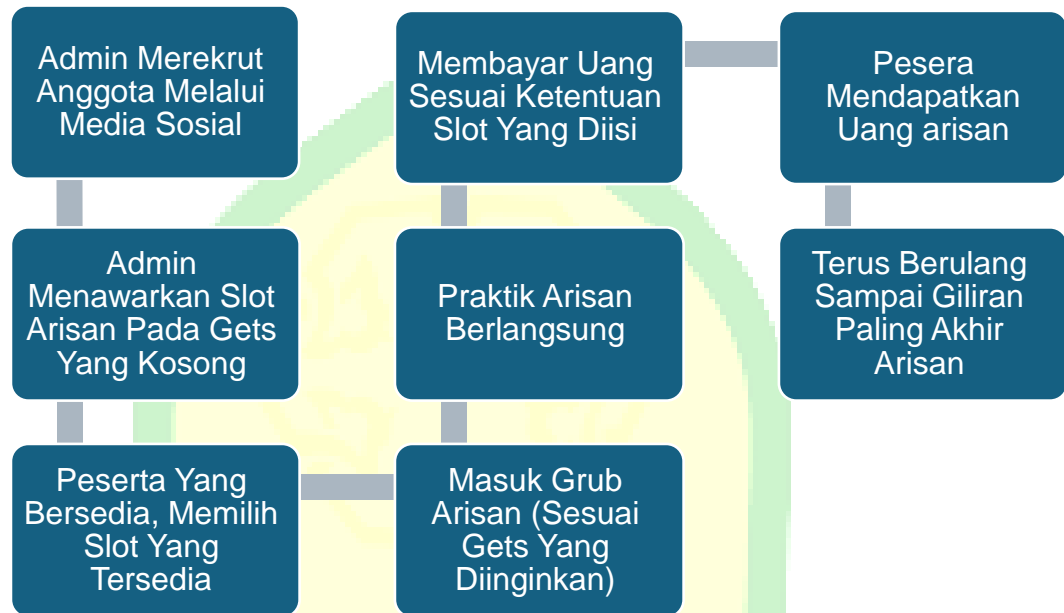 Admin Merekrut
Anggota Melalui
Media Sosial
Admin
Menawarkan Slot
Arisan Pada Gets
Yang Kosong
Peserta Yang
Bersedia, Memilih
Slot Yang
Tersedia
Masuk Grub
Arisan (Sesuai
Gets Yang
Diinginkan)
Praktik Arisan
Berlangsung
Membayar Uang
Sesuai Ketentuan
Slot Yang Diisi
Pesera
Mendapatkan
Uang arisan
Terus Berulang
Sampai Giliran
Paling Akhir
Arisan